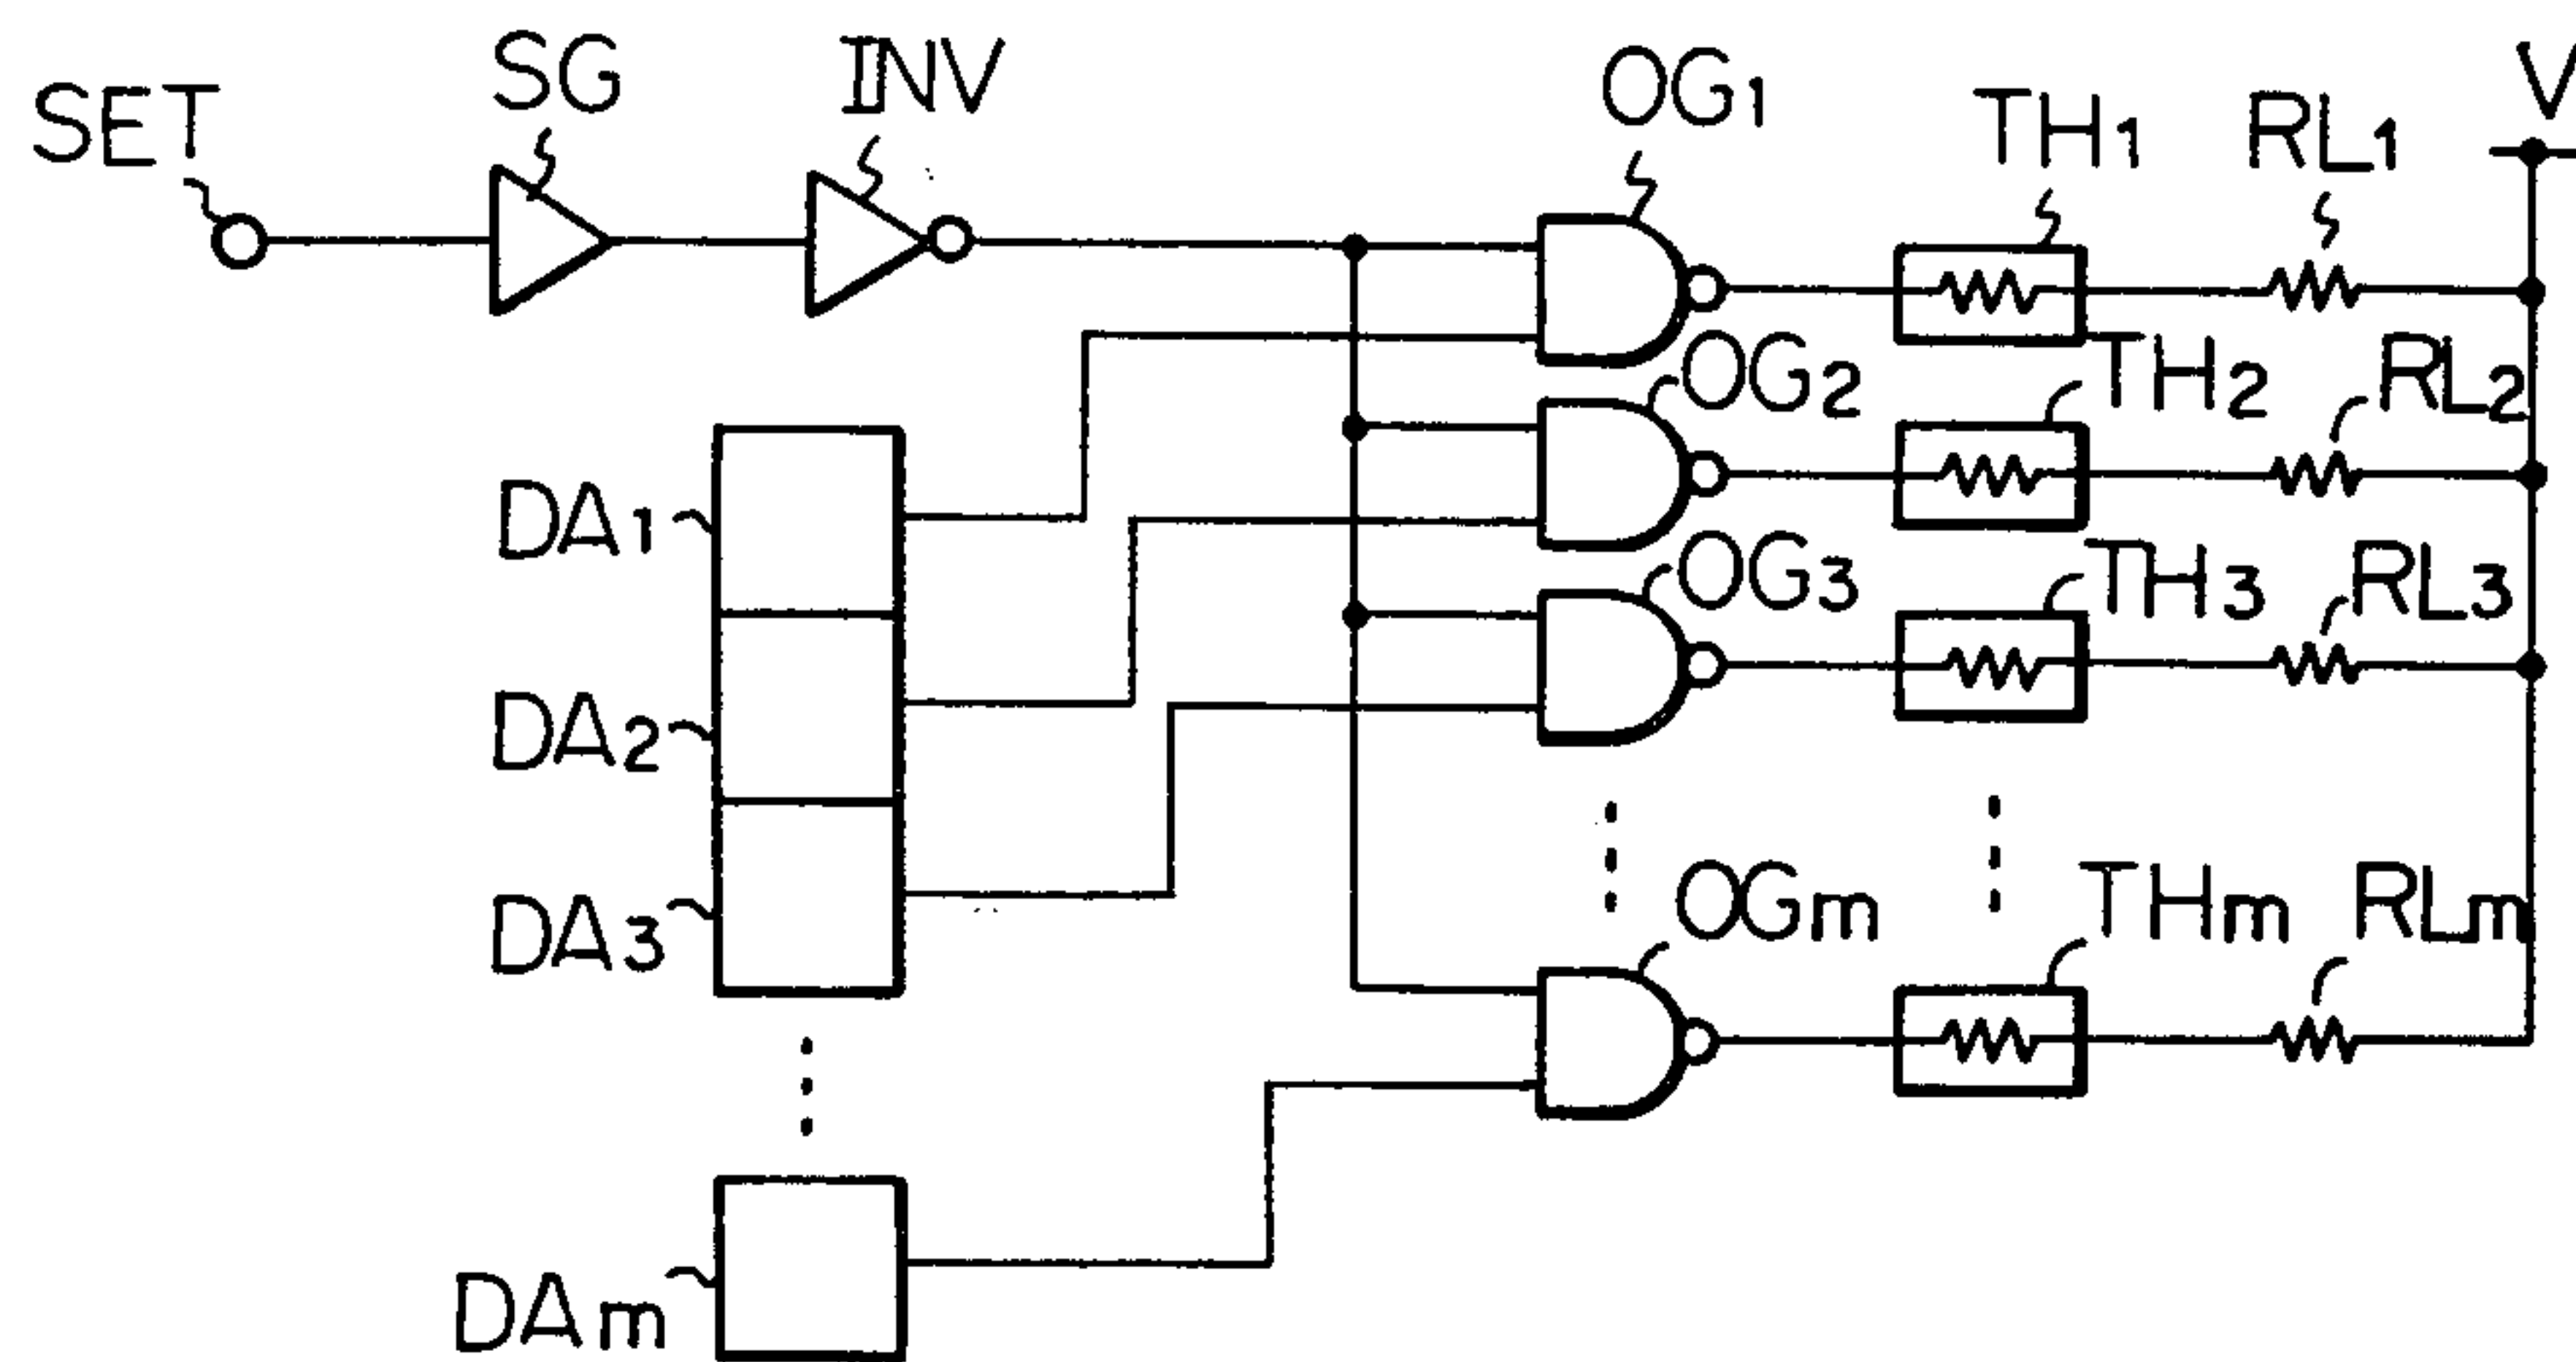 SET
SG
INV
OG1
TH1
RL1
V
OG2
TH2
RL2
DA1
OG3
TH3
RL3
DA2
DA3
OGm
THm
RLm
DAm